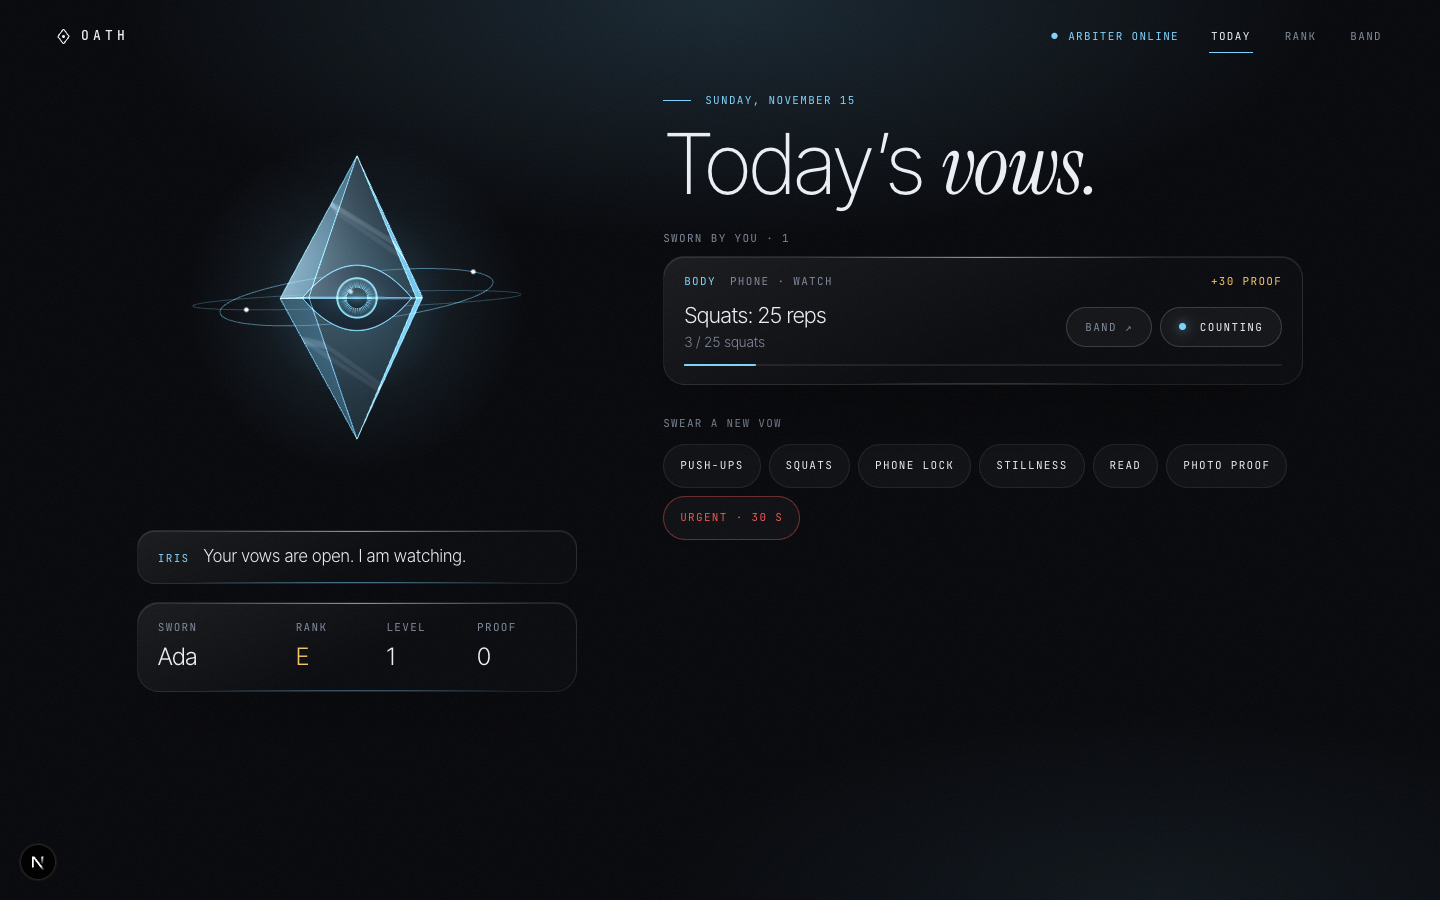 OATH
ARBITER ONLINE
TODAY
RANK
BAND
SUNDAY, NOVEMBER 15
Today's vows.
SWORN BY YOU · 1
BODY PHONE · WATCH
+30 PROOF
Squats: 25 reps
3 / 25 squats
BAND ↗
COUNTING
SWEAR A NEW VOW
PUSH-UPS
SQUATS
PHONE LOCK
STILLNESS
READ
PHOTO PROOF
URGENT · 30 S
IRIS Your vows are open. I am watching.
SWORN RANK LEVEL PROOF
Ada E 1 0
N